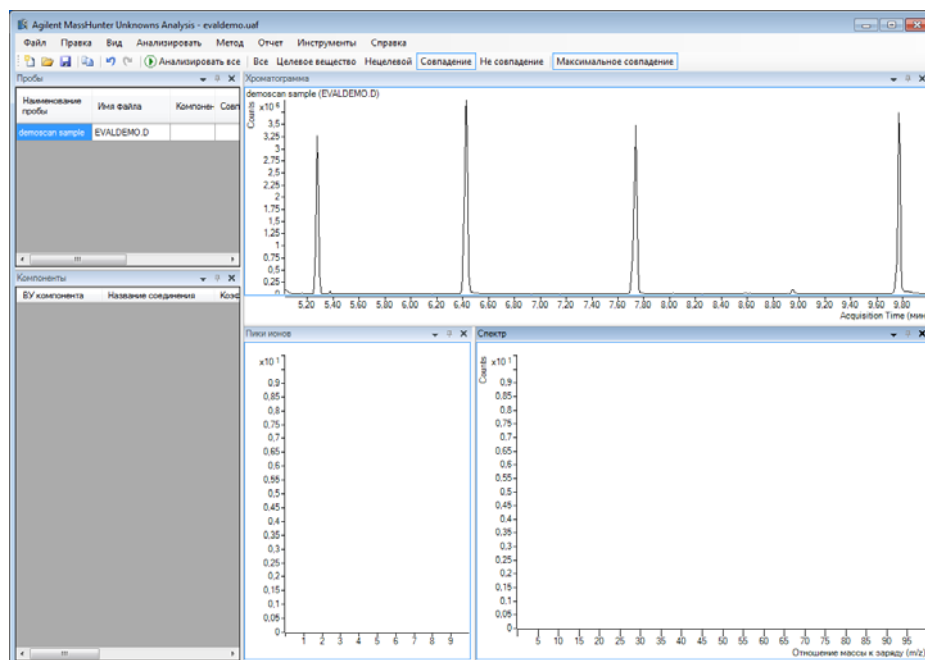 Agilent MassHunter Unknowns Analysis - evaldemo.uaf
Файл Правка Вид Анализировать Метод Отчет Инструменты Справка
Анализировать все Все Целевое вещество Нецелевой Совпадение Не совпадение Максимальное совпадение
Пробы
Наименование пробы Имя файла Компоне- Совп
demoscan sample EVALDEMO.D
Компоненты
ВУ компонента Название соединения Коэф
Хроматограмма
demoscan sample (EVALDEMO.D)
Counts
x10 6
3,5
3,25
3
2,75
2,5
2,25
2
1,75
1,5
1,25
1
0,75
0,5
0,25
0
5.20 5.40 5.60 5.80 6.00 6.20 6.40 6.60 6.80 7.00 7.20 7.40 7.60 7.80 8.00 8.20 8.40 8.60 8.80 9.00 9.20 9.40 9.60 9.80
Acquisition Time (мин
Пики ионов
x10 1
0,9
0,85
0,8
0,75
0,7
0,65
0,6
0,55
0,5
0,45
0,4
0,35
0,3
0,25
0,2
0,15
0,1
0,05
0
1 2 3 4 5 6 7 8 9
Спектр
Counts
x10 1
0,9
0,85
0,8
0,75
0,7
0,65
0,6
0,55
0,5
0,45
0,4
0,35
0,3
0,25
0,2
0,15
0,1
0,05
0
5 10 15 20 25 30 35 40 45 50 55 60 65 70 75 80 85 90 95
Отношение массы к заряду (m/z)